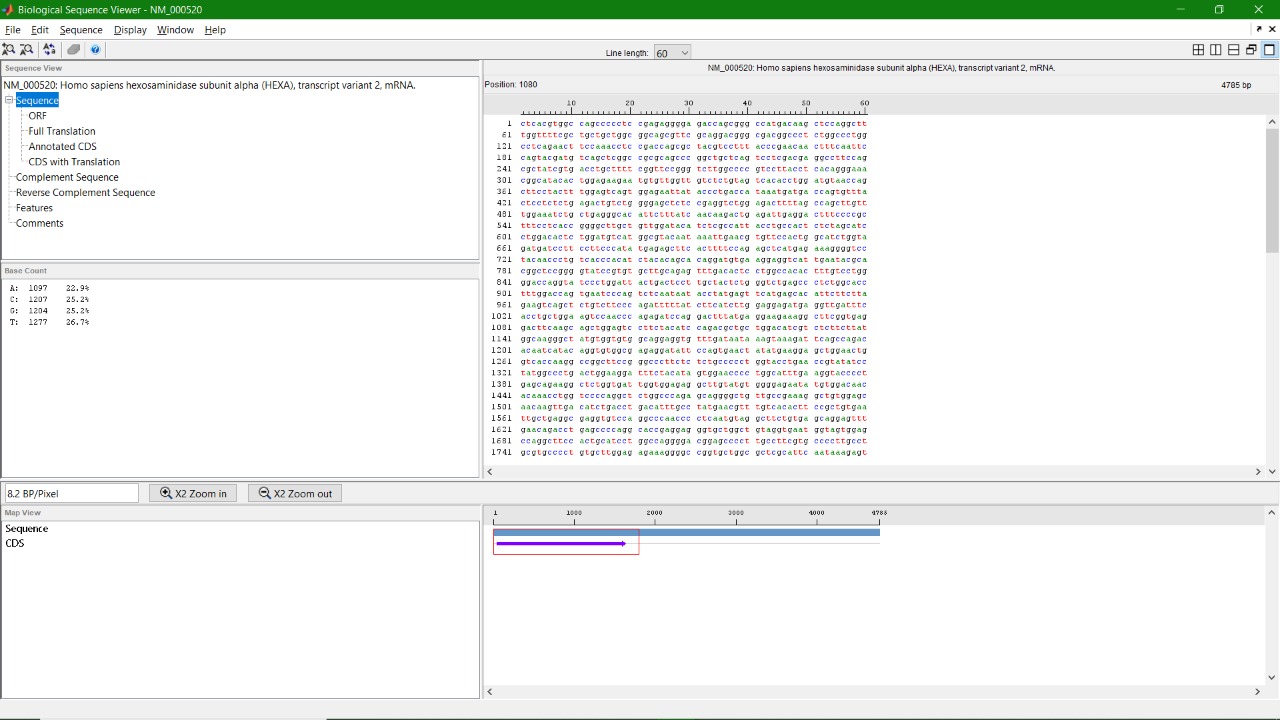 Biological Sequence Viewer - NM_000520
File Edit Sequence Display Window Help
Line length: 60
Sequence View
NM_000520: Homo sapiens hexosaminidase subunit alpha (HEXA), transcript variant 2, mRNA.
Sequence
ORF
Full Translation
Annotated CDS
CDS with Translation
Complement Sequence
Reverse Complement Sequence
Features
Comments
Base Count
A: 1097 22.9%
C: 1207 25.2%
G: 1204 25.2%
T: 1277 26.7%
NM_000520: Homo sapiens hexosaminidase subunit alpha (HEXA), transcript variant 2, mRNA.
Position: 1080 4785 bp
10 20 30 40 50 60
1 ctcacgtggc cagccccctc cgagagggga gaccagcggg ccatgacaag ctccaggctt
61 tggttttcgc tgctgctggc ggcagcgttc gcaggacggg cgacggccct ctggccctgg
121 cctcagaact tccaaacctc cgaccagcgc tacgtccttt acccgaacaa ctttcaattc
181 cagtacgatg tcagctcggc cgcgcagccc ggctgctcag tcctcgacga ggccttccag
241 cgctatcgtg acctgctttt cggttccggg tcttggcccc gtccttacct cacagggaaa
301 cggcatacac tggagaagaa tgtgttggtt gtctctgtag tcacacctgg atgtaaccag
361 cttcctactt tggagtcagt ggagaattat accctgacca taaatgatga ccagtgttta
421 ctcctctctg agactgtctg gggagctctc cgaggtctgg agacttttag ccagcttgtt
481 tggaaatctg ctgagggcac attctttatc aacaagactg agattgagga ctttccccgc
541 tttcctcacc ggggcttgct gttggataca tctcgccatt acctgccact ctctagcatc
601 ctggacactc tggatgtcat ggcgtacaat aaattgaacg tgttccactg gcatctggta
661 gatgatcctt ccttcccata tgagagcttc acttttccag agctcatgag aaaggggtcc
721 tacaaccctg tcacccacat ctacacagca caggatgtga aggaggtcat tgaatacgca
781 cggctccggg gtatccgtgt gcttgcagag tttgacactc ctggccacac tttgtcctgg
841 ggaccaggta tccctggatt actgactcct tgctactctg ggtctgagcc ctctggcacc
901 tttggaccag tgaatcccag tctcaataat acctatgagt tcatgagcac attcttctta
961 gaagtcagct ctgtcttccc agatttttat cttcatcttg gaggagatga ggttgatttc
1021 acctgctgga agtccaaccc agagatccag gactttatga ggaagaaagg cttcggtgag
1081 gacttcaagc agctggagtc cttctacatc cagacgctgc tggacatcgt ctcttcttat
1141 ggcaagggct atgtggtgtg gcaggaggtg tttgataata aagtaaagat tcagccagac
1201 acaatcatac aggtgtggcg agaggatatt ccagtgaact atatgaagga gctggaactg
1261 gtcaccaagg ccggcttccg ggcccttctc tctgccccct ggtacctgaa ccgtatatcc
1321 tatggccctg actggaagga tttctacata gtggaacccc tggcatttga aggtacccct
1381 gagcagaagg ctctggtgat tggtggagag gcttgtatgt ggggagaata tgtggacaac
1441 acaaacctgg tccccaggct ctggcccaga gcaggggctg ttgccgaaag gctgtggagc
1501 aacaagttga catctgacct gacatttgcc tatgaacgtt tgtcacactt ccgctgtgaa
1561 ttgctgaggc gaggtgtcca ggcccaaccc ctcaatgtag gcttctgtga gcaggagttt
1621 gaacagacct gagccccagg caccgaggag ggtgctggct gtaggtgaat ggtagtggag
1681 ccaggcttcc actgcatcct ggccagggga cggagcccct tgccttcgtg ccccttgcct
1741 gcgtgcccct gtgcttggag agaaaggggc cggtgctggc gctcgcattc aataaagagt
8.2 BP/Pixel X2 Zoom in X2 Zoom out
Map View
Sequence
CDS
1 1000 2000 3000 4000 4785